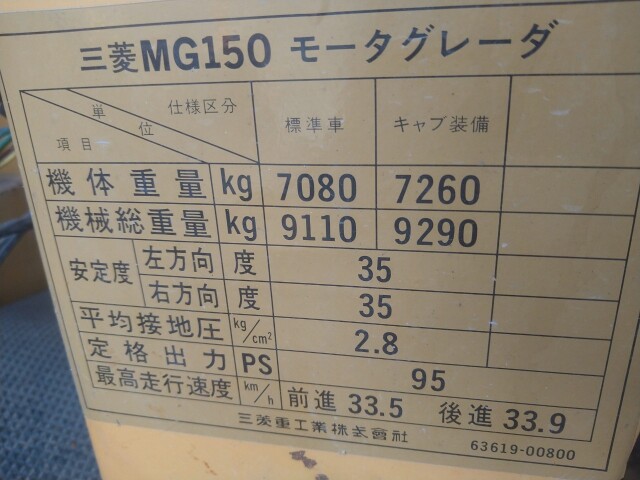 三菱MG150 モータグレーダ
項目 単位 仕様区分 標準車 キャブ装備
機体重量 kg 7080 7260
機械総重量 kg 9110 9290
安定度 左方向 度 35
右方向 度 35
平均接地圧 kg/cm² 2.8
定格出力 PS 95
最高走行速度 km/h 前進 33.5 後進 33.9
三菱重工業株式會社
63619-00800